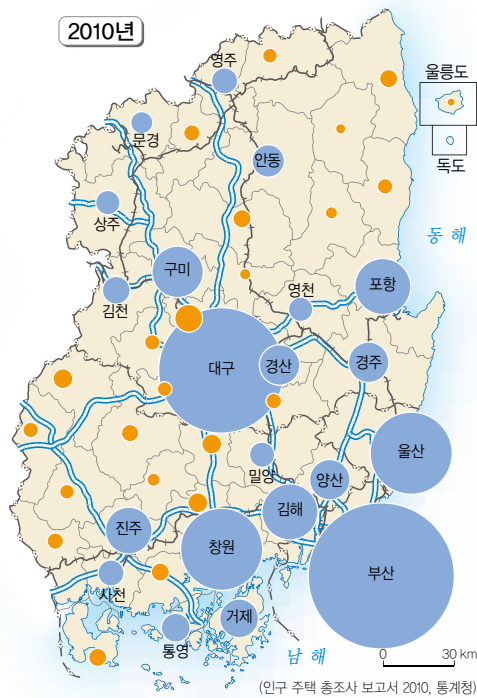 2010년
영주
울릉도
문경
안동
독도
상주
동 해
구미
포항
김천
영천
대구
경산
경주
울산
밀양
양산
김해
진주
창원
부산
사천
거제
통영
남 해
0 30 km
(인구 주택 총조사 보고서 2010, 통계청)